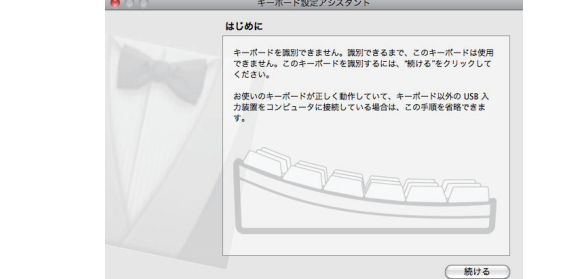 キーボード設定アシスタント
はじめに
キーボードを識別できません。識別できるまで、このキーボードは使用
できません。このキーボードを識別するには、"続ける"をクリックして
ください。
お使いのキーボードが正しく動作していて、キーボード以外の USB 入
力装置をコンピュータに接続している場合は、この手順を省略できま
す。
続ける